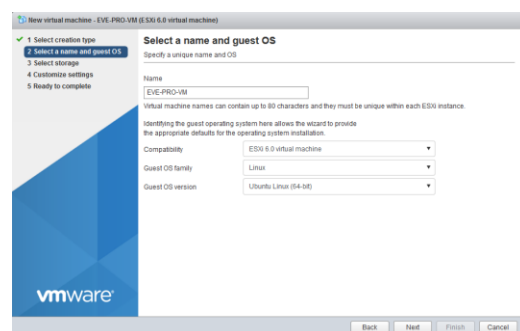 New virtual machine - EVE-PRO-VM (ESXi 6.0 virtual machine)
1 Select creation type
2 Select a name and guest OS
3 Select storage
4 Customize settings
5 Ready to complete
Select a name and guest OS
Specify a unique name and OS
Name
EVE-PRO-VM
Virtual machine names can contain up to 80 characters and they must be unique within each ESXi instance.
Identifying the guest operating system here allows the wizard to provide
the appropriate defaults for the operating system installation.
Compatibility
ESXi 6.0 virtual machine
Guest OS family
Linux
Guest OS version
Ubuntu Linux (64-bit)
vmware
Back
Next
Finish
Cancel